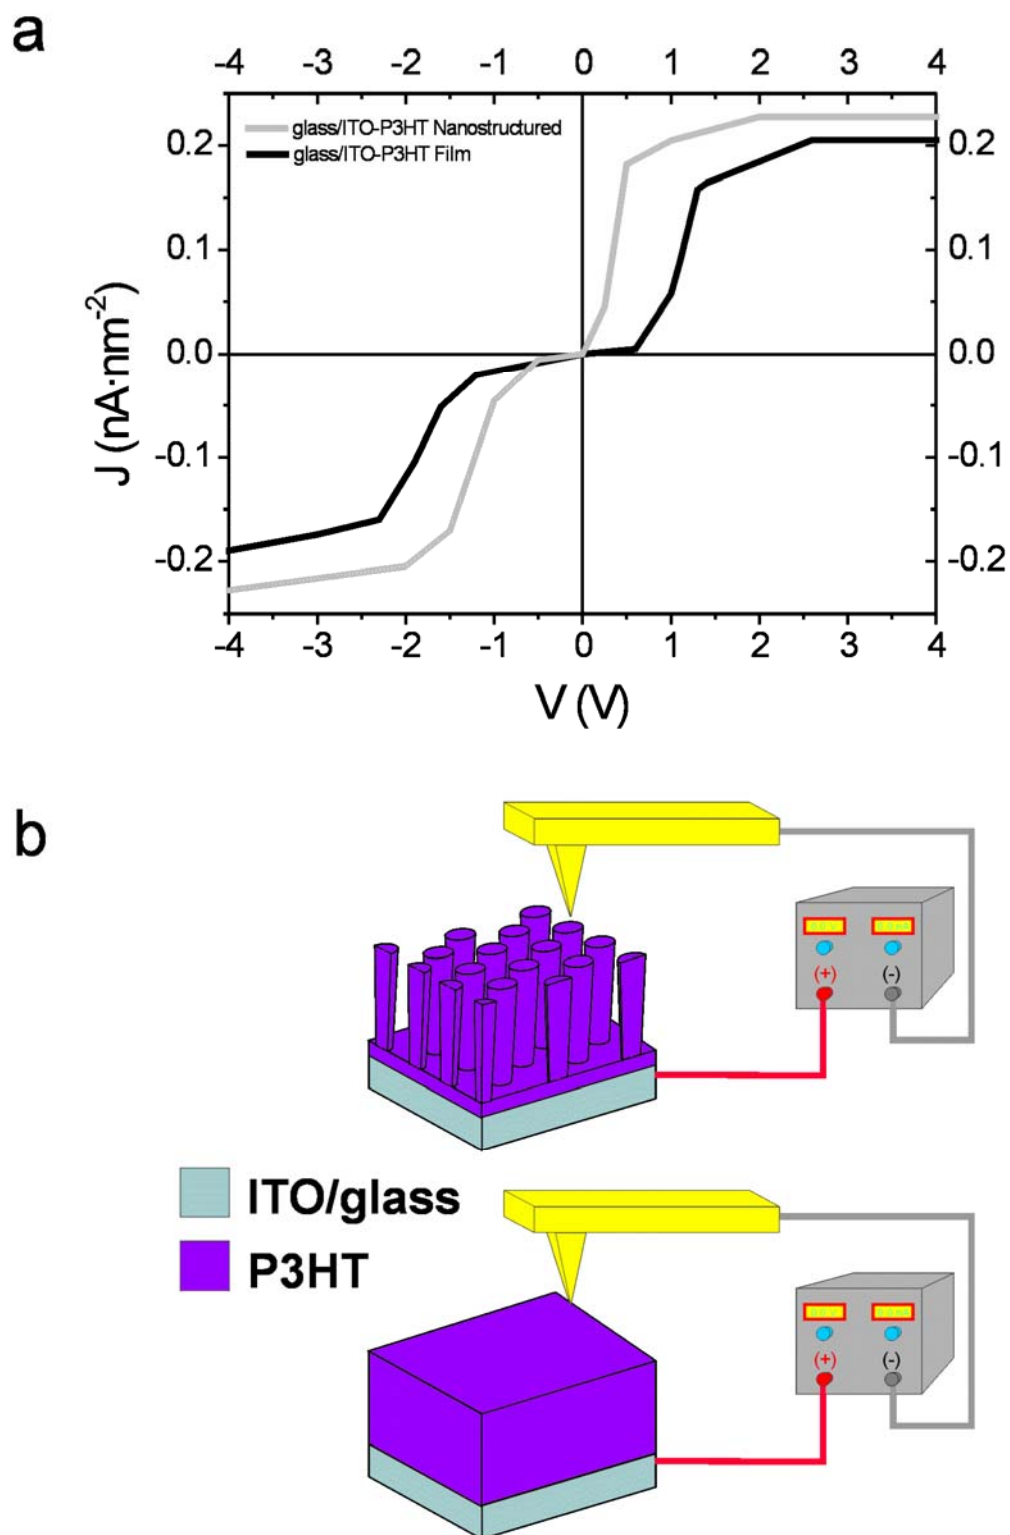 a
-4 -3 -2 -1 0 1 2 3 4
glass/ITO-P3HT Nanostructured
glass/ITO-P3HT Film
0.2 0.2
0.1 0.1
0.0 0.0
-0.1 -0.1
-0.2 -0.2
J (nA·nm⁻²)
-4 -3 -2 -1 0 1 2 3 4
V (V)
b
(+) (-)
ITO/glass
P3HT
(+) (-)